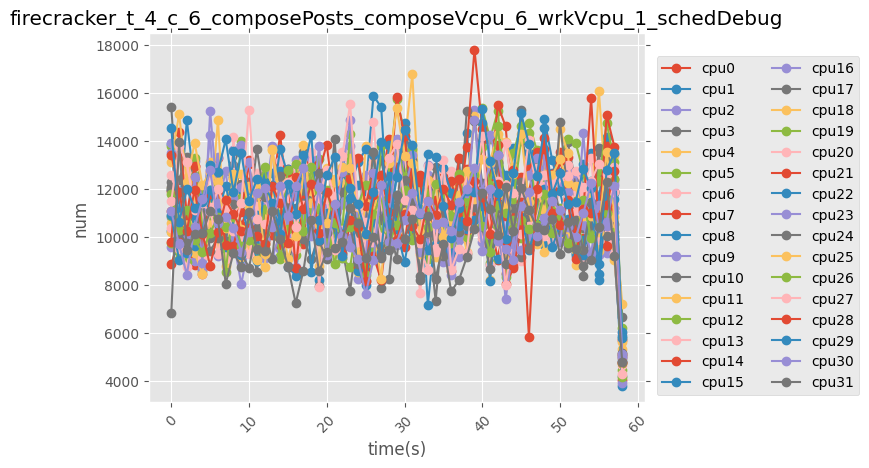 firecracker_t_4_c_6_composePosts_composeVcpu_6_wrkVcpu_1_schedDebug
18000
16000
14000
12000
10000
8000
6000
4000
num
0
10
20
30
40
50
60
time(s)
cpu0
cpu1
cpu2
cpu3
cpu4
cpu5
cpu6
cpu7
cpu8
cpu9
cpu10
cpu11
cpu12
cpu13
cpu14
cpu15
cpu16
cpu17
cpu18
cpu19
cpu20
cpu21
cpu22
cpu23
cpu24
cpu25
cpu26
cpu27
cpu28
cpu29
cpu30
cpu31